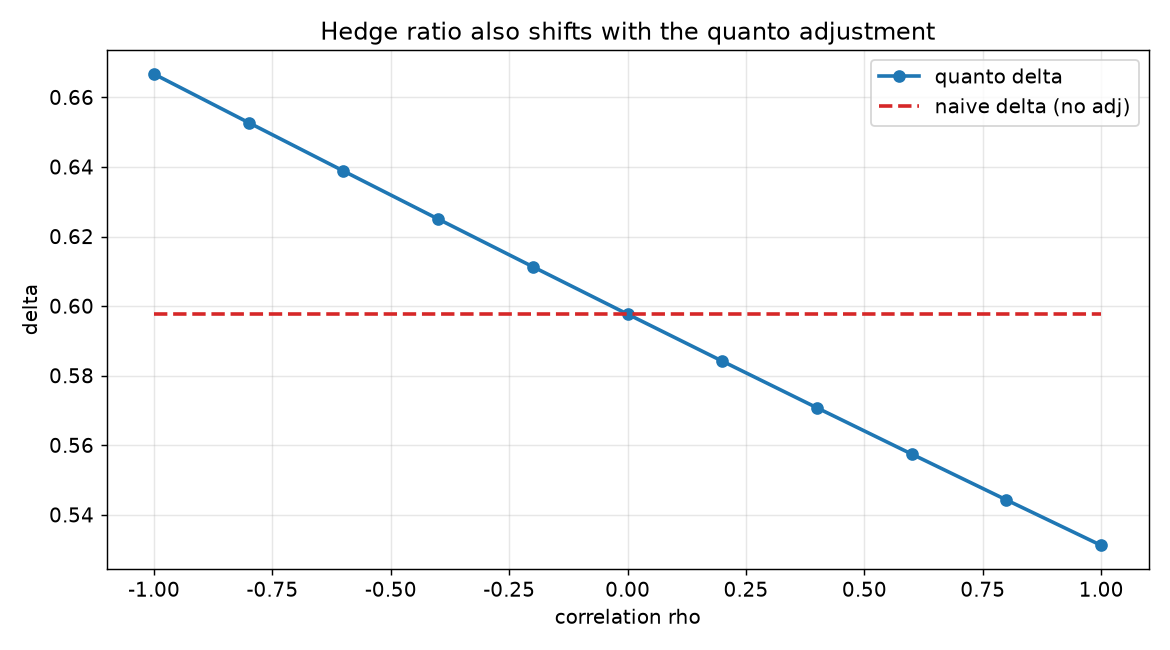 Hedge ratio also shifts with the quanto adjustment
quanto delta
naive delta (no adj)
delta
0.66
0.64
0.62
0.60
0.58
0.56
0.54
-1.00 -0.75 -0.50 -0.25 0.00 0.25 0.50 0.75 1.00
correlation rho